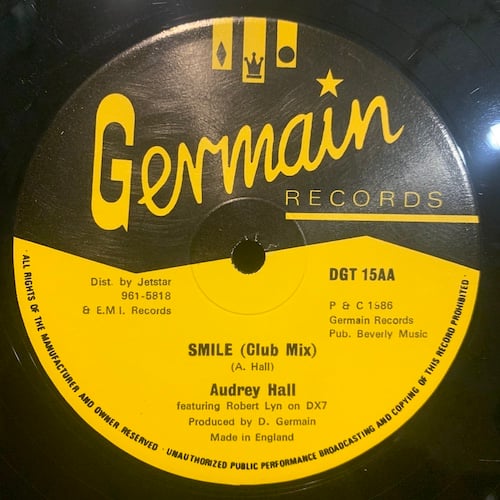 Germain
RECORDS
Dist. by Jetstar
961-5818
& E.M I. Records
DGT 15AA
P & C 1986
Germain Records
Pub. Beverly Music
SMILE (Club Mix)
(A. Hall)
Audrey Hall
featuring Robert Lyn on DX7
Produced by D. Germain
Made in England
· ALL RIGHTS OF THE MANUFACTURER AND OWNER RESERVED · UNAUTHORIZED PUBLIC PERFORMANCE BROADCASTING AND COPYING OF THIS RECORD PROHIBITED ·